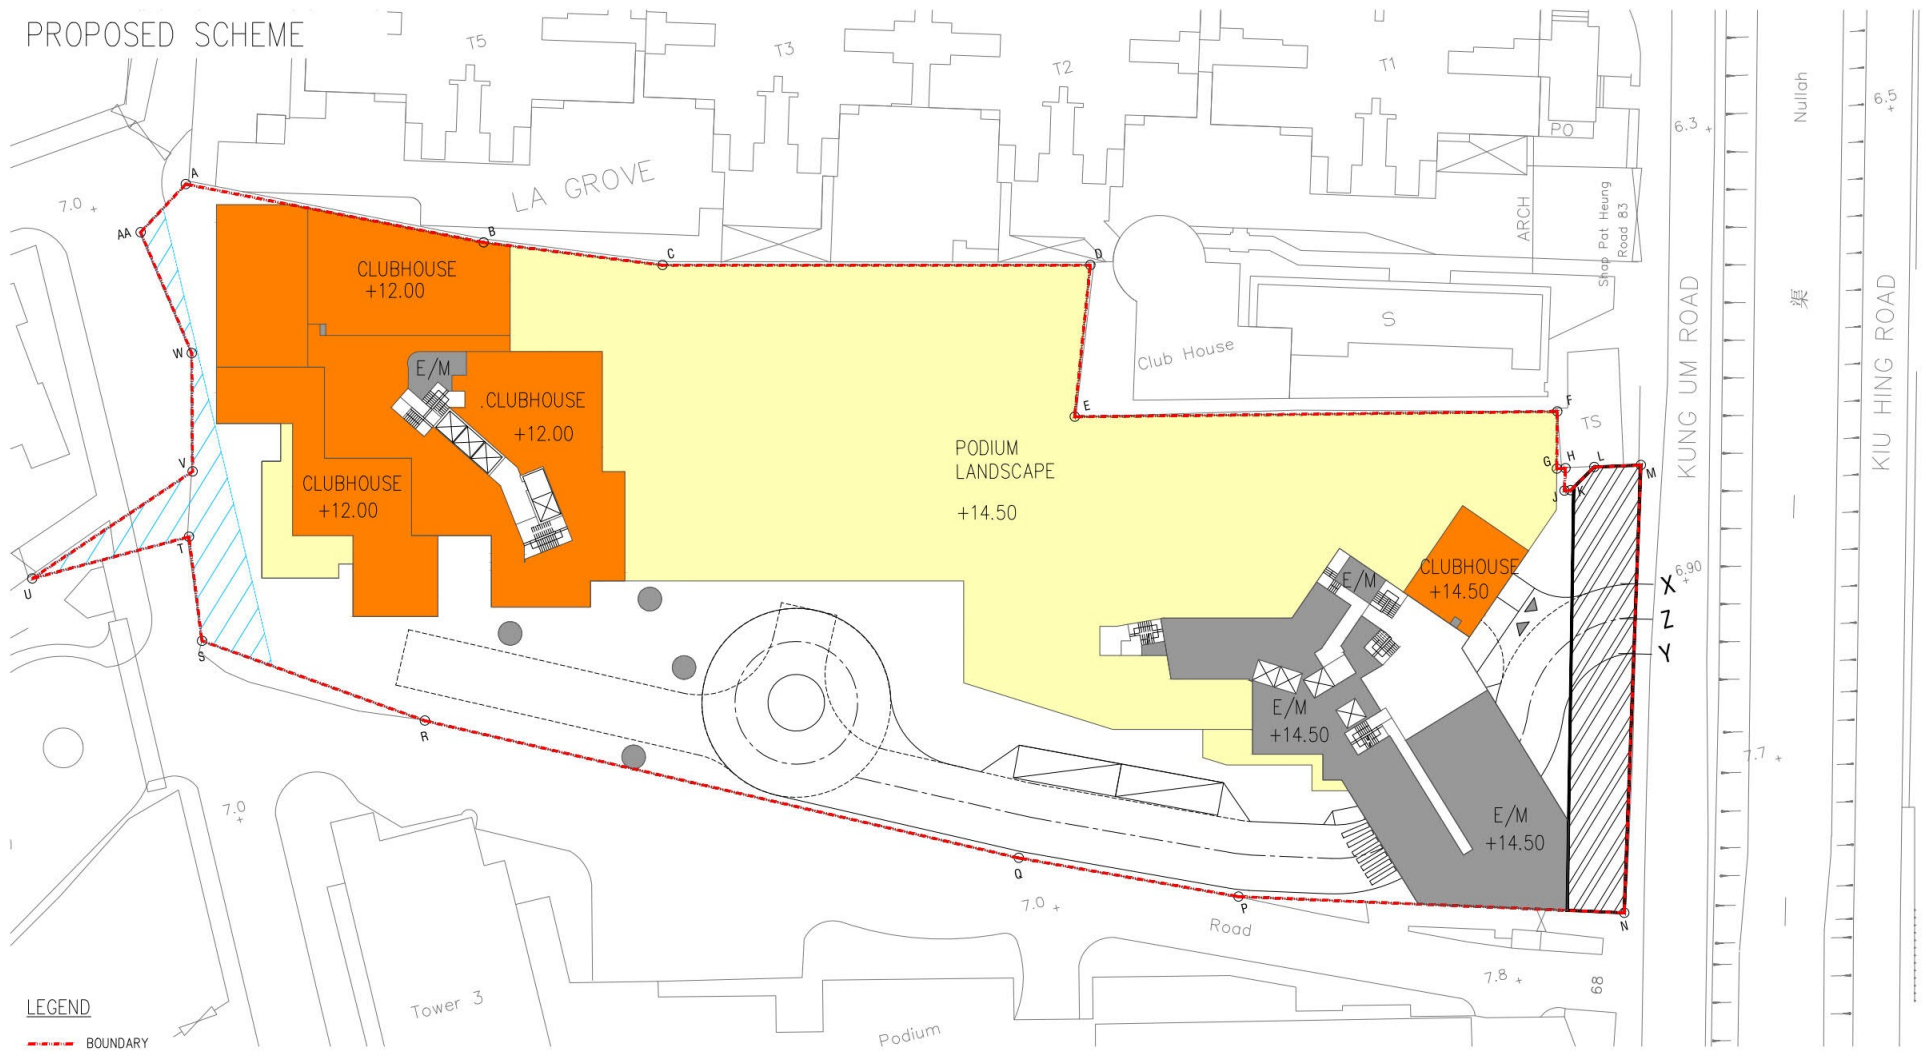 PROPOSED SCHEME
T5
T3
T2
T1
Nullah
6.5
6.3
PO
LA GROVE
A
7.0
AA
B
C
D
ARCH
Shap Pat Heung
Road 83
CLUBHOUSE
+12.00
S
渠
KUNG UM ROAD
KIU HING ROAD
Club House
W
E/M
.CLUBHOUSE
+12.00
E
F
TS
PODIUM
LANDSCAPE
+14.50
G
H
L
M
V
CLUBHOUSE
+12.00
J
K
T
U
E/M
CLUBHOUSE
+14.50
6.90
X
Z
Y
S
R
E/M
+14.50
7.7
7.0
E/M
+14.50
Q
7.0
P
Road
N
7.8
68
LEGEND
Tower 3
Podium
BOUNDARY